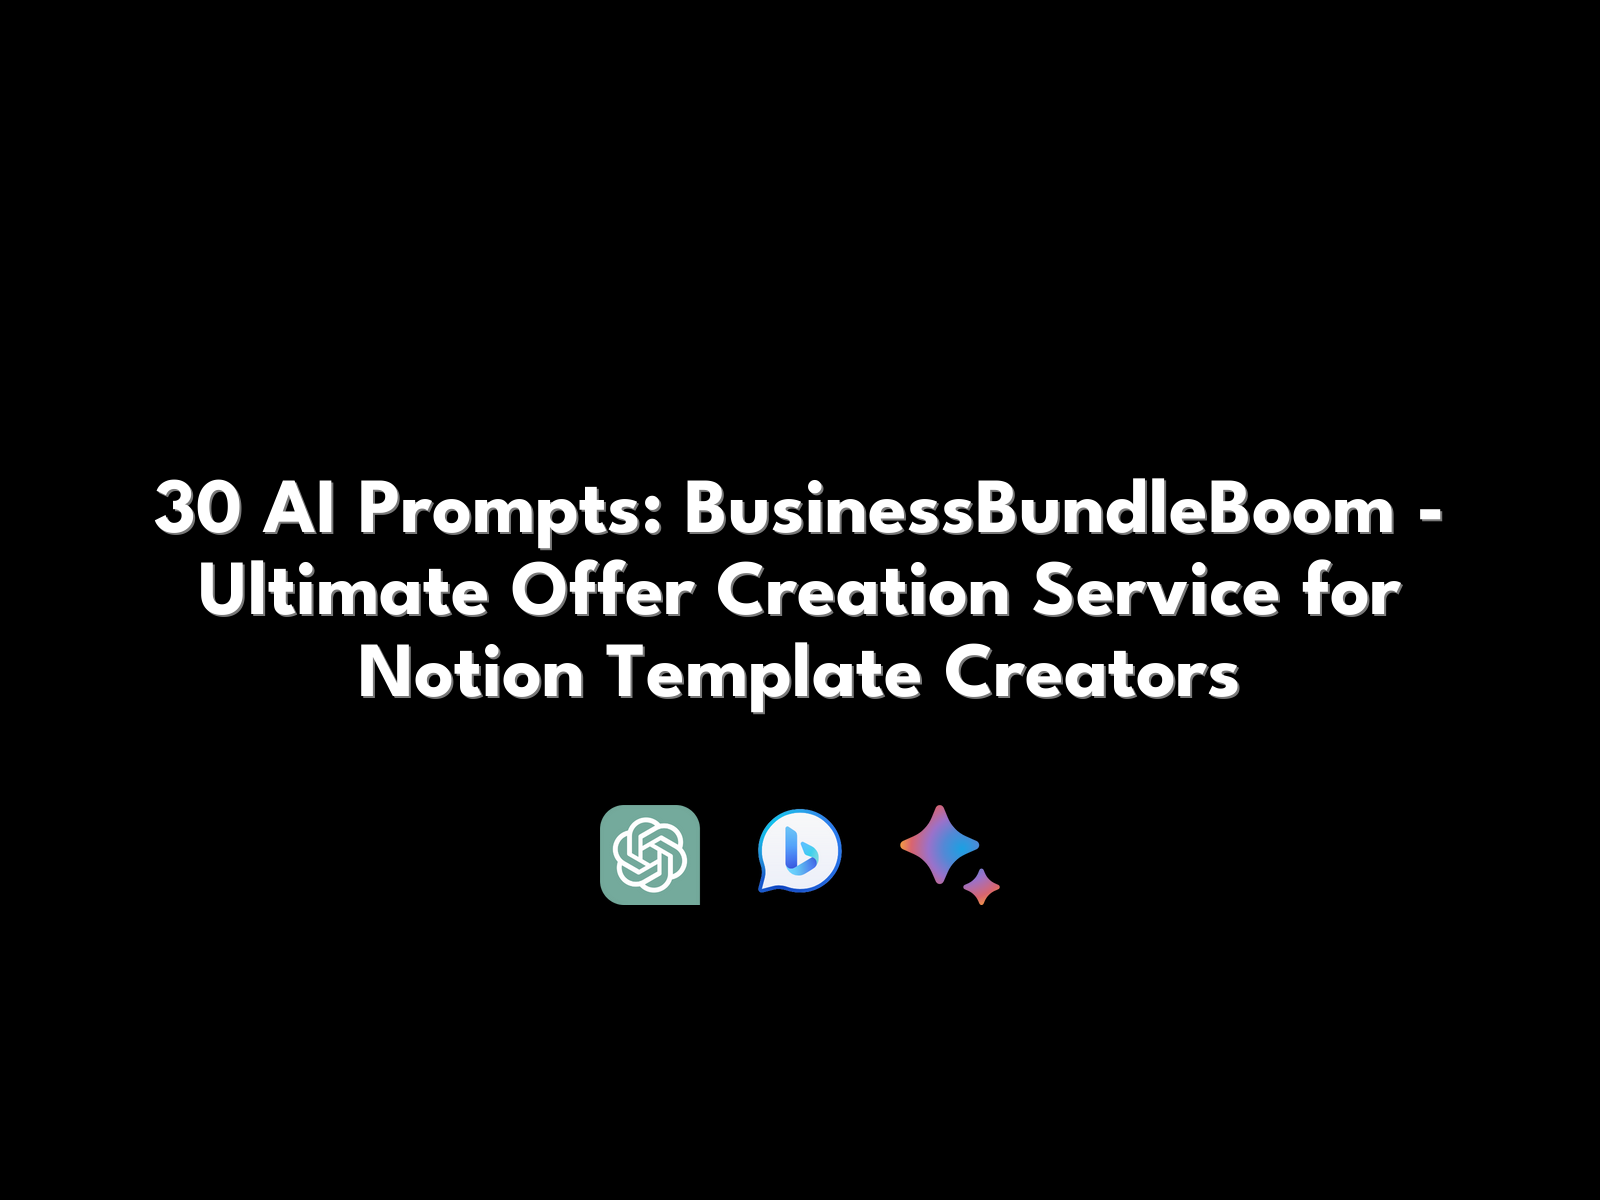 30 AI Prompts: BusinessBundleBoom -
Ultimate Offer Creation Service for
Notion Template Creators